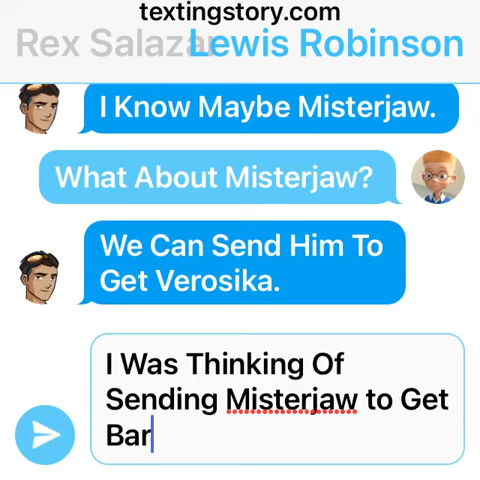 textingstory.com
Rex Salazar Lewis Robinson
I Know Maybe Misterjaw.
What About Misterjaw?
We Can Send Him To
Get Verosika.
I Was Thinking Of
Sending Misterjaw to Get
Bar